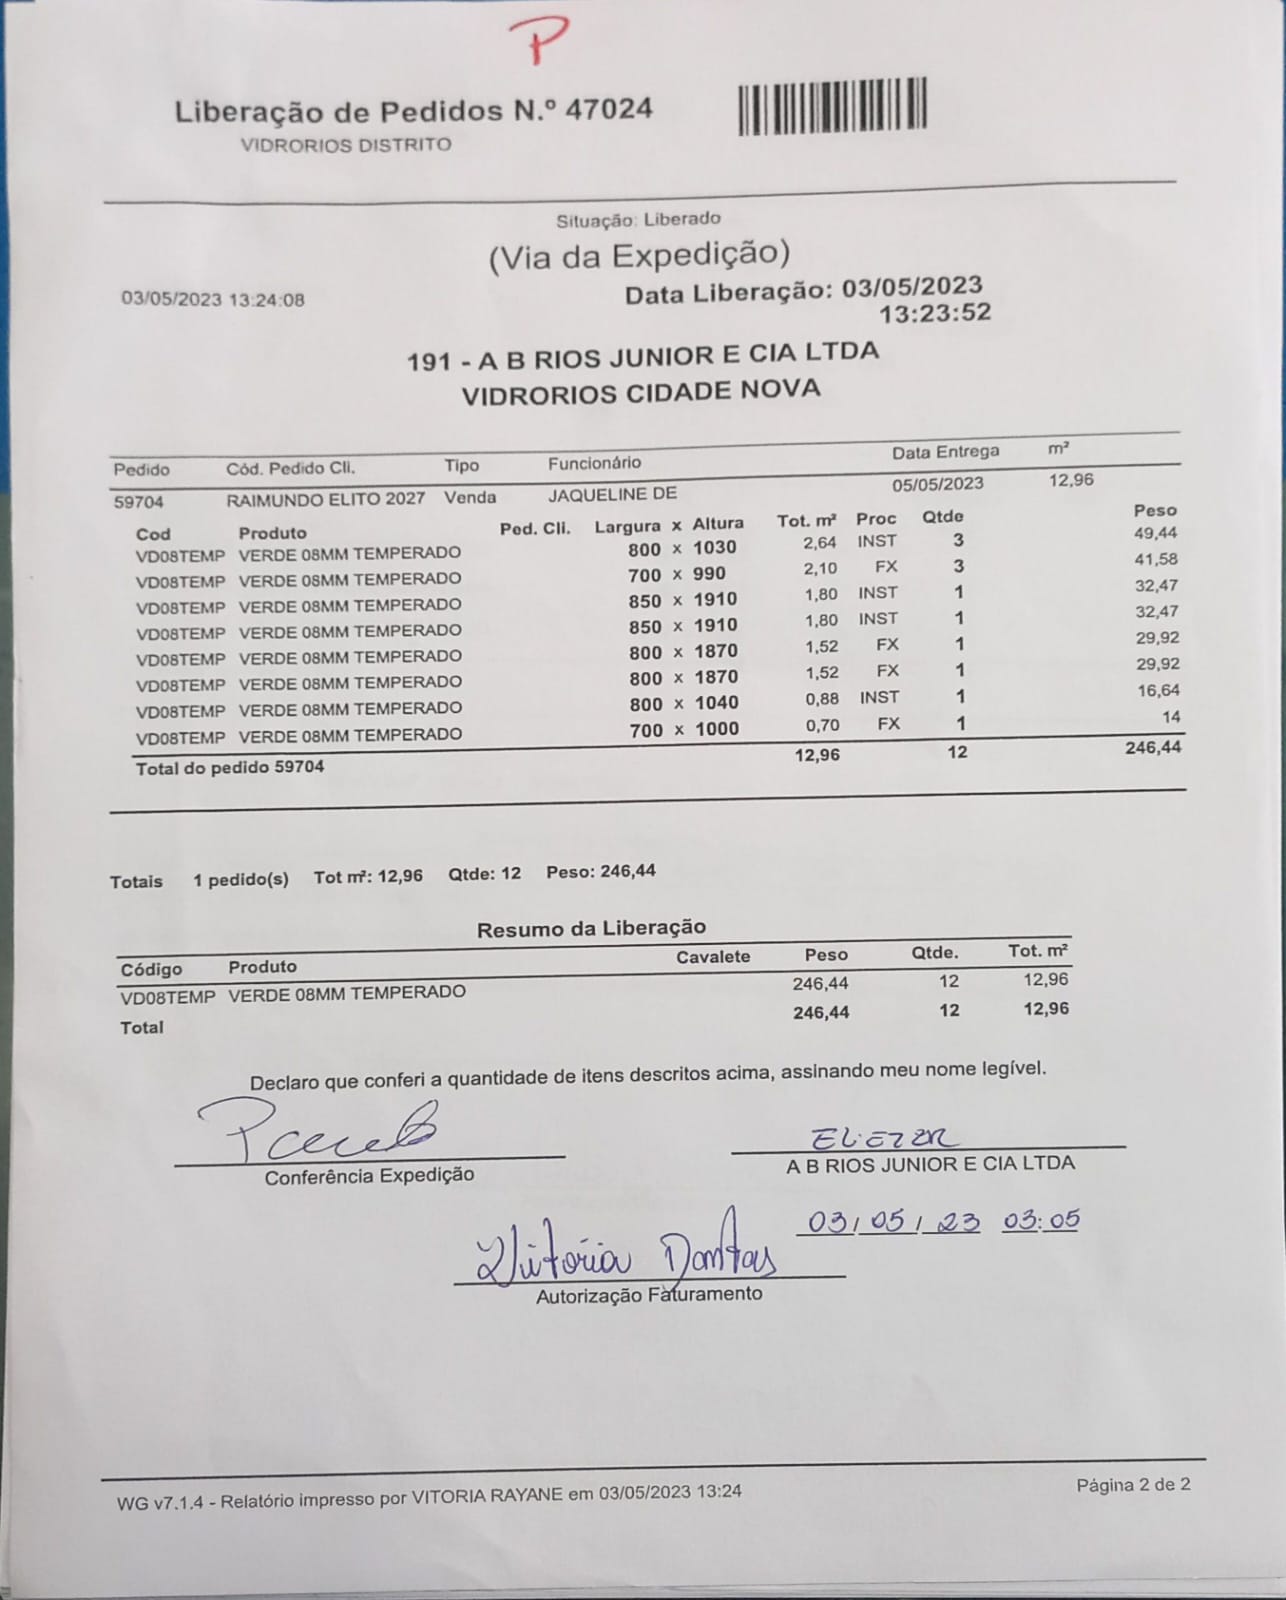 P
Liberação de Pedidos N.º 47024
VIDRORIOS DISTRITO
Situação: Liberado
(Via da Expedição)
03/05/2023 13:24:08
Data Liberação: 03/05/2023
13:23:52
191 - A B RIOS JUNIOR E CIA LTDA
VIDRORIOS CIDADE NOVA
Pedido Cód. Pedido Cli. Tipo Funcionário Data Entrega m²
59704 RAIMUNDO ELITO 2027 Venda JAQUELINE DE 05/05/2023 12,96
Cod Produto Ped. Cli. Largura x Altura Tot. m² Proc Qtde Peso
VD08TEMP VERDE 08MM TEMPERADO 800 x 1030 2,64 INST 3 49,44
VD08TEMP VERDE 08MM TEMPERADO 700 x 990 2,10 FX 3 41,58
VD08TEMP VERDE 08MM TEMPERADO 850 x 1910 1,80 INST 1 32,47
VD08TEMP VERDE 08MM TEMPERADO 850 x 1910 1,80 INST 1 32,47
VD08TEMP VERDE 08MM TEMPERADO 800 x 1870 1,52 FX 1 29,92
VD08TEMP VERDE 08MM TEMPERADO 800 x 1870 1,52 FX 1 29,92
VD08TEMP VERDE 08MM TEMPERADO 800 x 1040 0,88 INST 1 16,64
VD08TEMP VERDE 08MM TEMPERADO 700 x 1000 0,70 FX 1 14
Total do pedido 59704 12,96 12 246,44
Totais 1 pedido(s) Tot m²: 12,96 Qtde: 12 Peso: 246,44
Resumo da Liberação
Código Produto Cavalete Peso Qtde. Tot. m²
VD08TEMP VERDE 08MM TEMPERADO 246,44 12 12,96
Total 246,44 12 12,96
Declaro que conferi a quantidade de itens descritos acima, assinando meu nome legível.
ELIEZER
Conferência Expedição A B RIOS JUNIOR E CIA LTDA
03/05/23 03:05
Vitoria Dantas
Autorização Faturamento
WG v7.1.4 - Relatório impresso por VITORIA RAYANE em 03/05/2023 13:24
Página 2 de 2